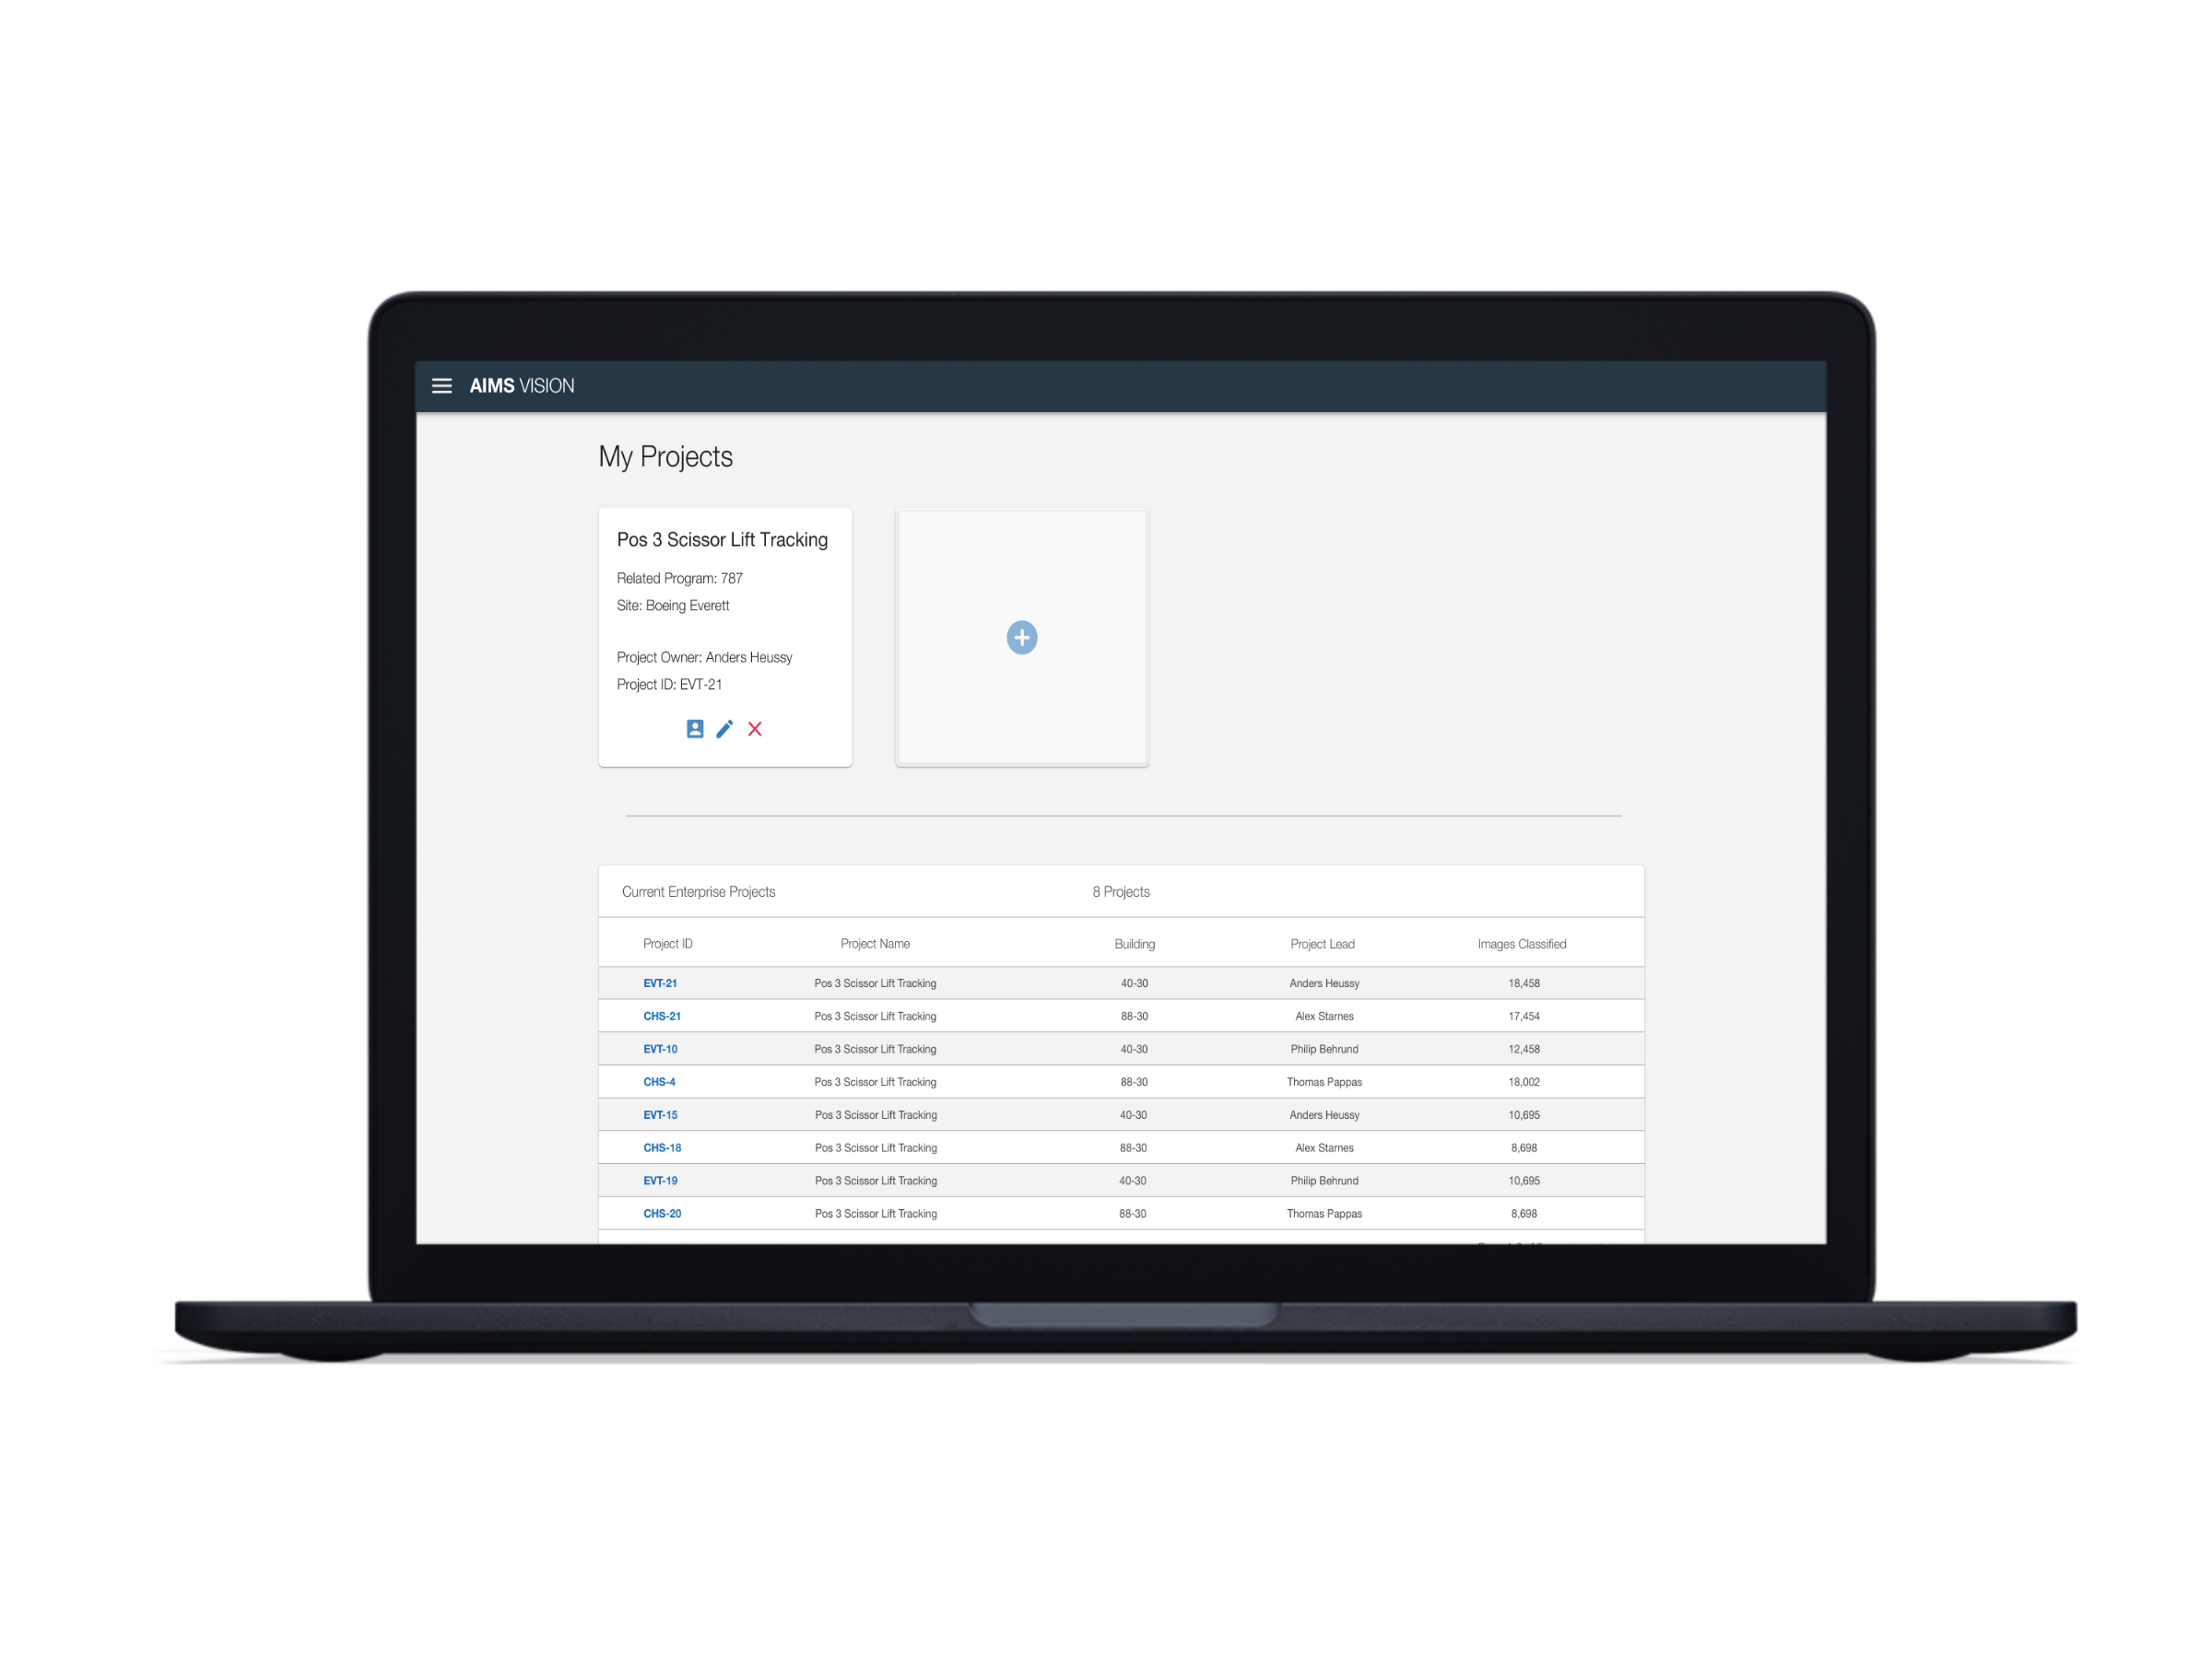 AIMS VISION
My Projects
Pos 3 Scissor Lift Tracking
Related Program: 787
Site: Boeing Everett
Project Owner: Anders Heussy
Project ID: EVT-21
Current Enterprise Projects 8 Projects
Project ID Project Name Building Project Lead Images Classified
EVT-21 Pos 3 Scissor Lift Tracking 40-30 Anders Heussy 18,458
CHS-21 Pos 3 Scissor Lift Tracking 88-30 Alex Starnes 17,454
EVT-10 Pos 3 Scissor Lift Tracking 40-30 Philip Behrund 12,458
CHS-4 Pos 3 Scissor Lift Tracking 88-30 Thomas Pappas 18,002
EVT-15 Pos 3 Scissor Lift Tracking 40-30 Anders Heussy 10,695
CHS-18 Pos 3 Scissor Lift Tracking 88-30 Alex Starnes 8,698
EVT-19 Pos 3 Scissor Lift Tracking 40-30 Philip Behrund 10,695
CHS-20 Pos 3 Scissor Lift Tracking 88-30 Thomas Pappas 8,698